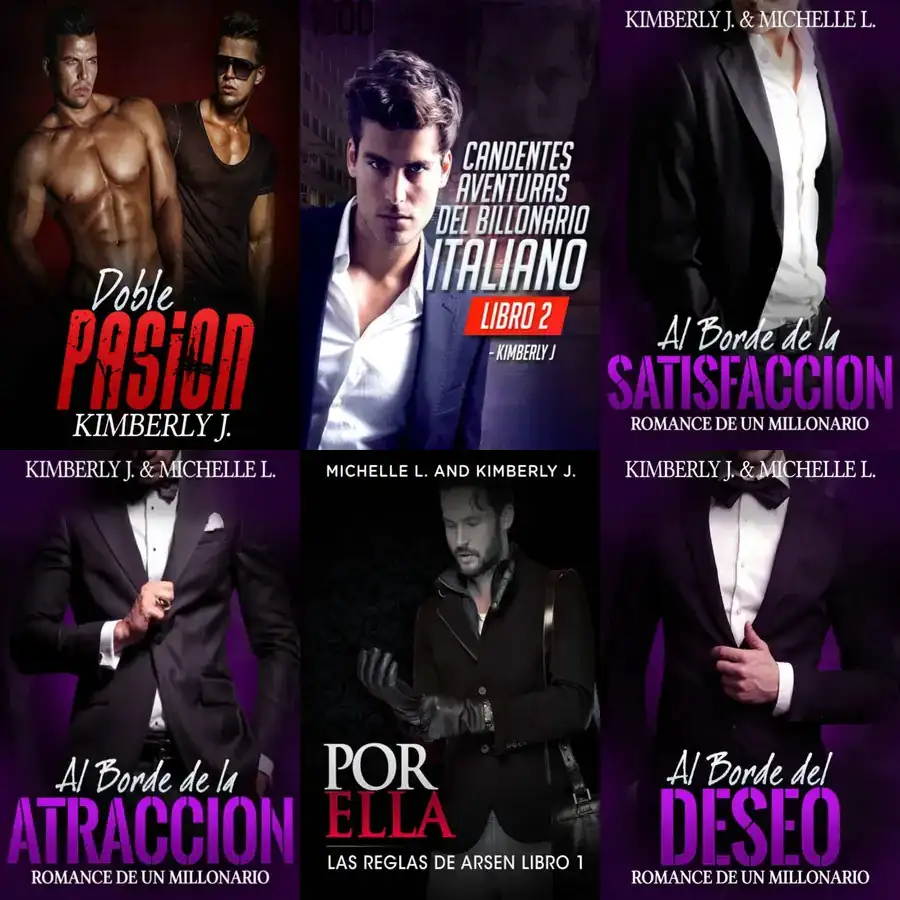 Doble
PASiON
KIMBERLY J.
CANDENTES
AVENTURAS
DEL BILLONARIO
ITALIANO
LIBRO 2
- KIMBERLY J
KIMBERLY J. & MICHELLE L.
Al Borde de la
SATISFACCION
ROMANCE DE UN MILLONARIO
KIMBERLY J. & MICHELLE L.
Al Borde de la
ATRACCION
ROMANCE DE UN MILLONARIO
MICHELLE L. AND KIMBERLY J.
POR
ELLA
LAS REGLAS DE ARSEN LIBRO 1
KIMBERLY J. & MICHELLE L.
Al Borde del
DESEO
ROMANCE DE UN MILLONARIO